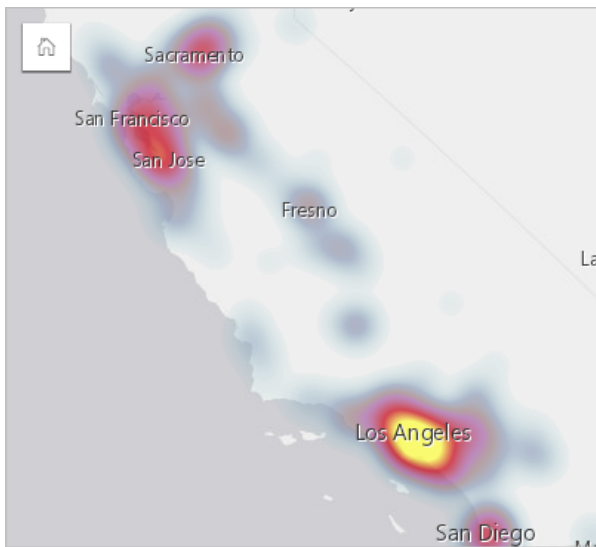 Sacramento
San Francisco
San Jose
Fresno
La
Los Angeles
San Diego